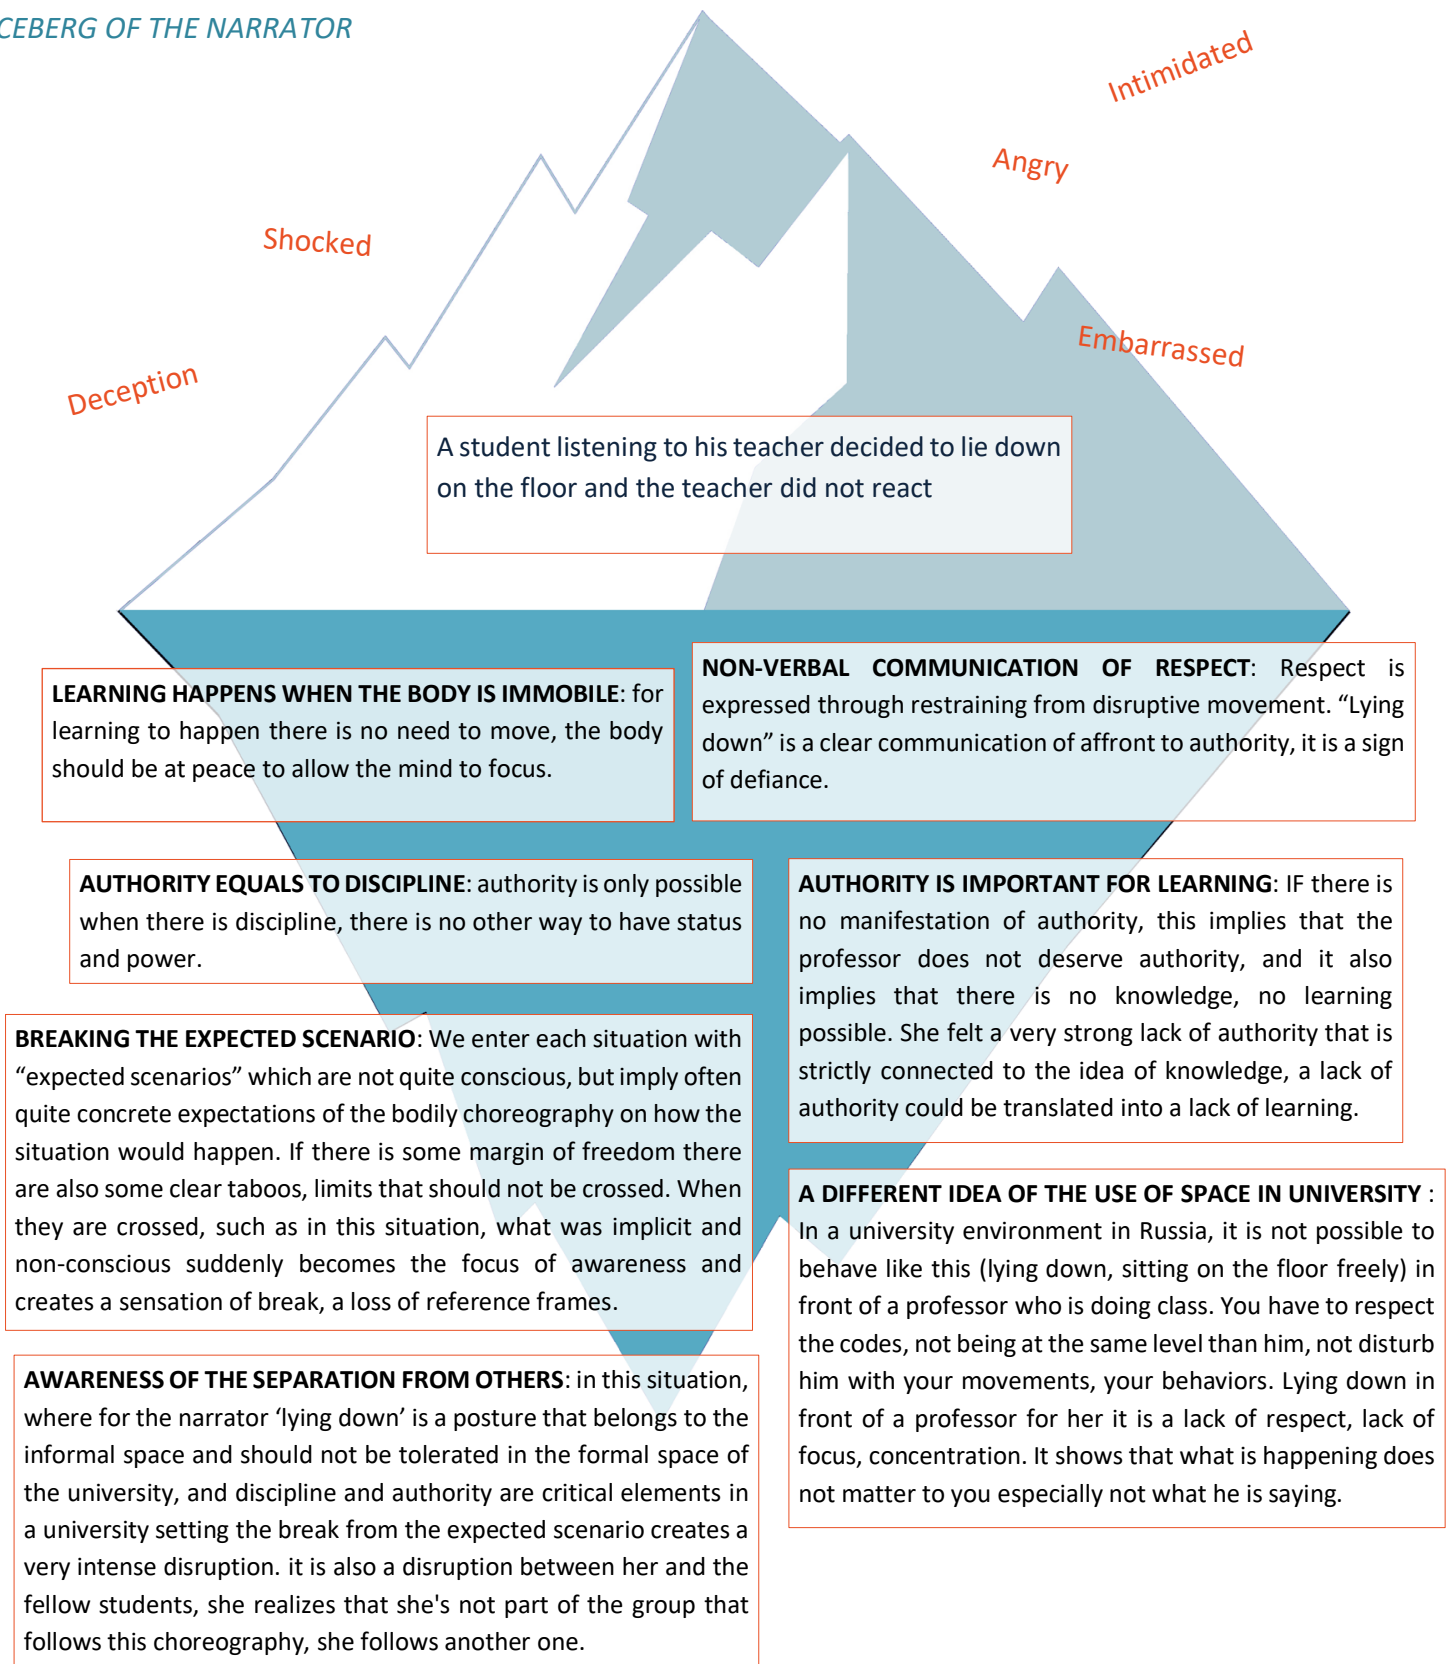 CEBERG OF THE NARRATOR
Intimidated
Angry
Shocked
Embarrassed
Deception
A student listening to his teacher decided to lie down
on the floor and the teacher did not react
LEARNING HAPPENS WHEN THE BODY IS IMMOBILE: for
learning to happen there is no need to move, the body
should be at peace to allow the mind to focus.
NON-VERBAL COMMUNICATION OF RESPECT: Respect is
expressed through restraining from disruptive movement. “Lying
down” is a clear communication of affront to authority, it is a sign
of defiance.
AUTHORITY EQUALS TO DISCIPLINE: authority is only possible
when there is discipline, there is no other way to have status
and power.
AUTHORITY IS IMPORTANT FOR LEARNING: IF there is
no manifestation of authority, this implies that the
professor does not deserve authority, and it also
implies that there is no knowledge, no learning
possible. She felt a very strong lack of authority that is
strictly connected to the idea of knowledge, a lack of
authority could be translated into a lack of learning.
BREAKING THE EXPECTED SCENARIO: We enter each situation with
“expected scenarios” which are not quite conscious, but imply often
quite concrete expectations of the bodily choreography on how the
situation would happen. If there is some margin of freedom there
are also some clear taboos, limits that should not be crossed. When
they are crossed, such as in this situation, what was implicit and
non-conscious suddenly becomes the focus of awareness and
creates a sensation of break, a loss of reference frames.
A DIFFERENT IDEA OF THE USE OF SPACE IN UNIVERSITY :
In a university environment in Russia, it is not possible to
behave like this (lying down, sitting on the floor freely) in
front of a professor who is doing class. You have to respect
the codes, not being at the same level than him, not disturb
him with your movements, your behaviors. Lying down in
front of a professor for her it is a lack of respect, lack of
focus, concentration. It shows that what is happening does
not matter to you especially not what he is saying.
AWARENESS OF THE SEPARATION FROM OTHERS: in this situation,
where for the narrator ‘lying down’ is a posture that belongs to the
informal space and should not be tolerated in the formal space of
the university, and discipline and authority are critical elements in
a university setting the break from the expected scenario creates a
very intense disruption. it is also a disruption between her and the
fellow students, she realizes that she's not part of the group that
follows this choreography, she follows another one.